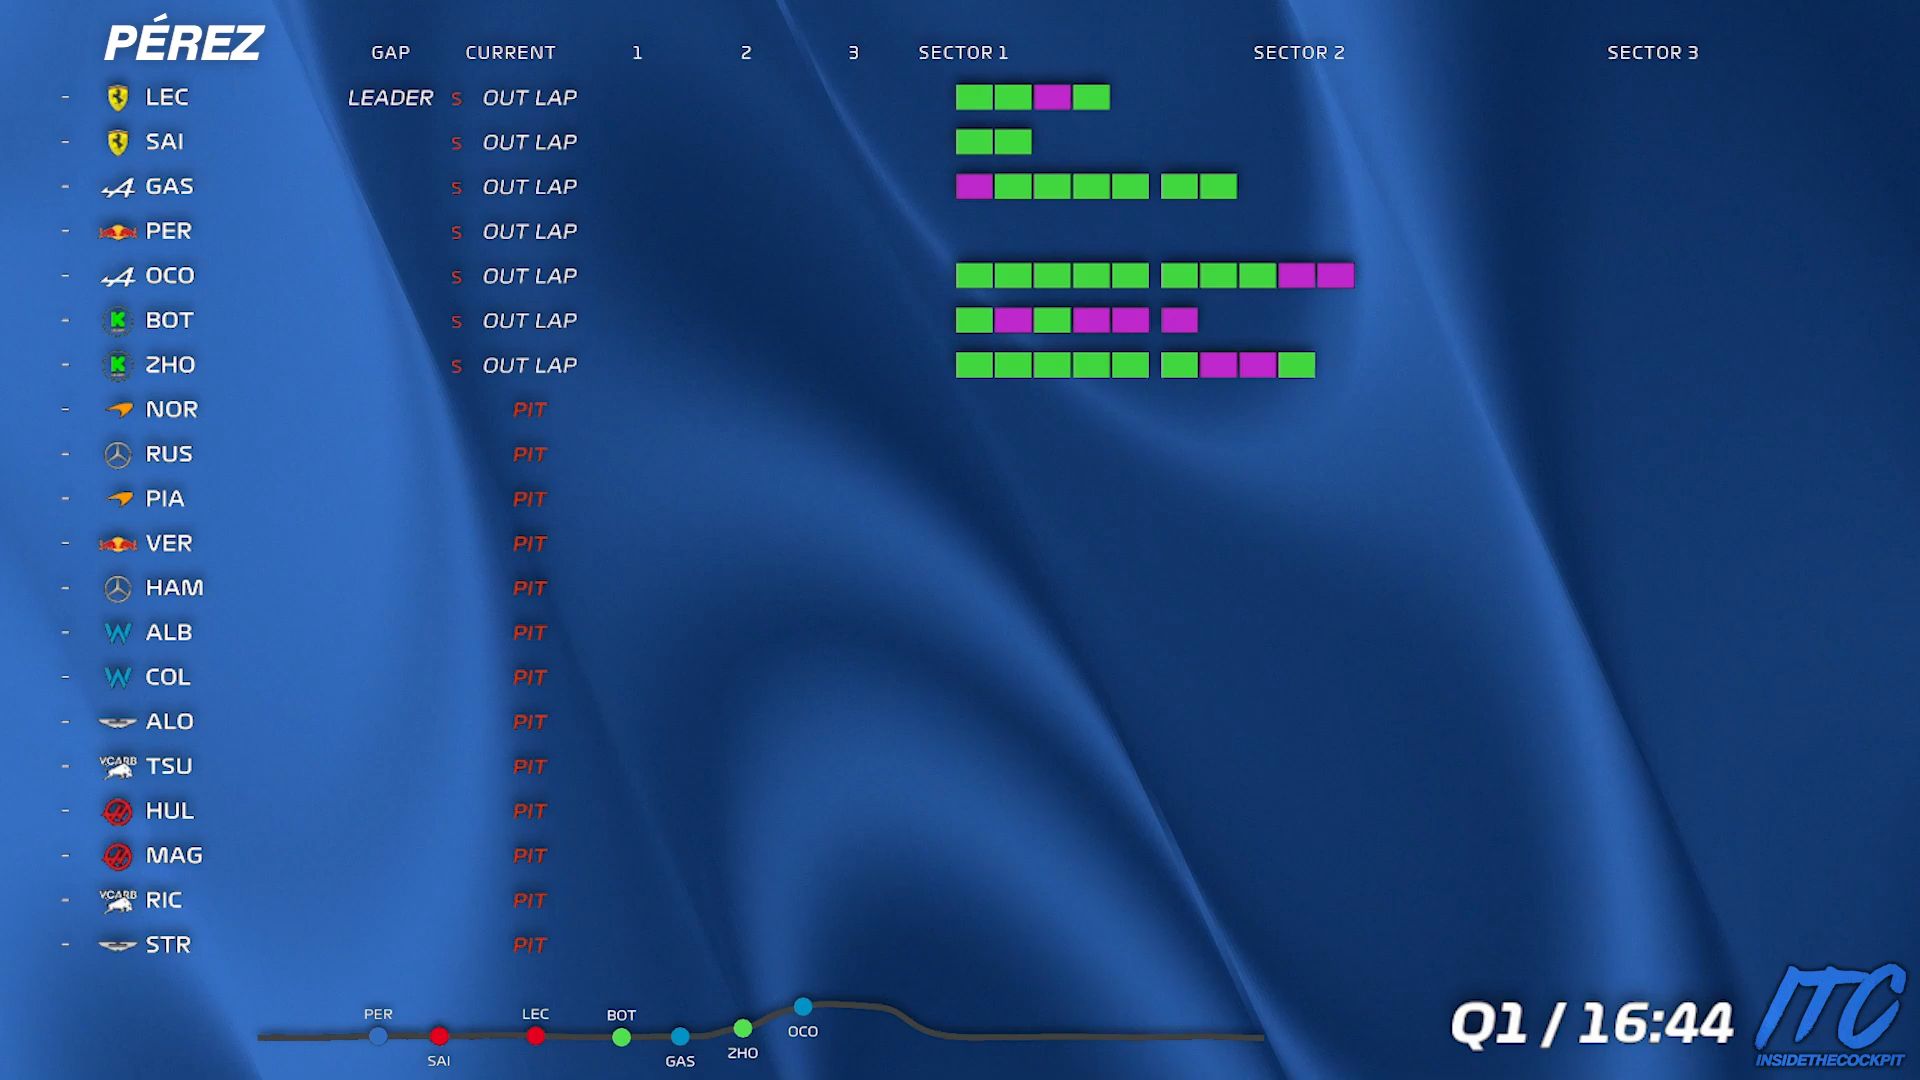 PÉREZ
GAP CURRENT 1 2 3 SECTOR 1 SECTOR 2 SECTOR 3
- LEC LEADER S OUT LAP
- SAI S OUT LAP
- GAS S OUT LAP
- PER S OUT LAP
- OCO S OUT LAP
- K BOT S OUT LAP
- K ZHO S OUT LAP
- NOR PIT
- RUS PIT
- PIA PIT
- VER PIT
- HAM PIT
- W ALB PIT
- W COL PIT
- ALO PIT
- VCARB TSU PIT
- HUL PIT
- MAG PIT
- VCARB RIC PIT
- STR PIT
PER SAI LEC BOT GAS ZHO OCO
Q1 / 16:44
ITC
INSIDETHECOCKPIT